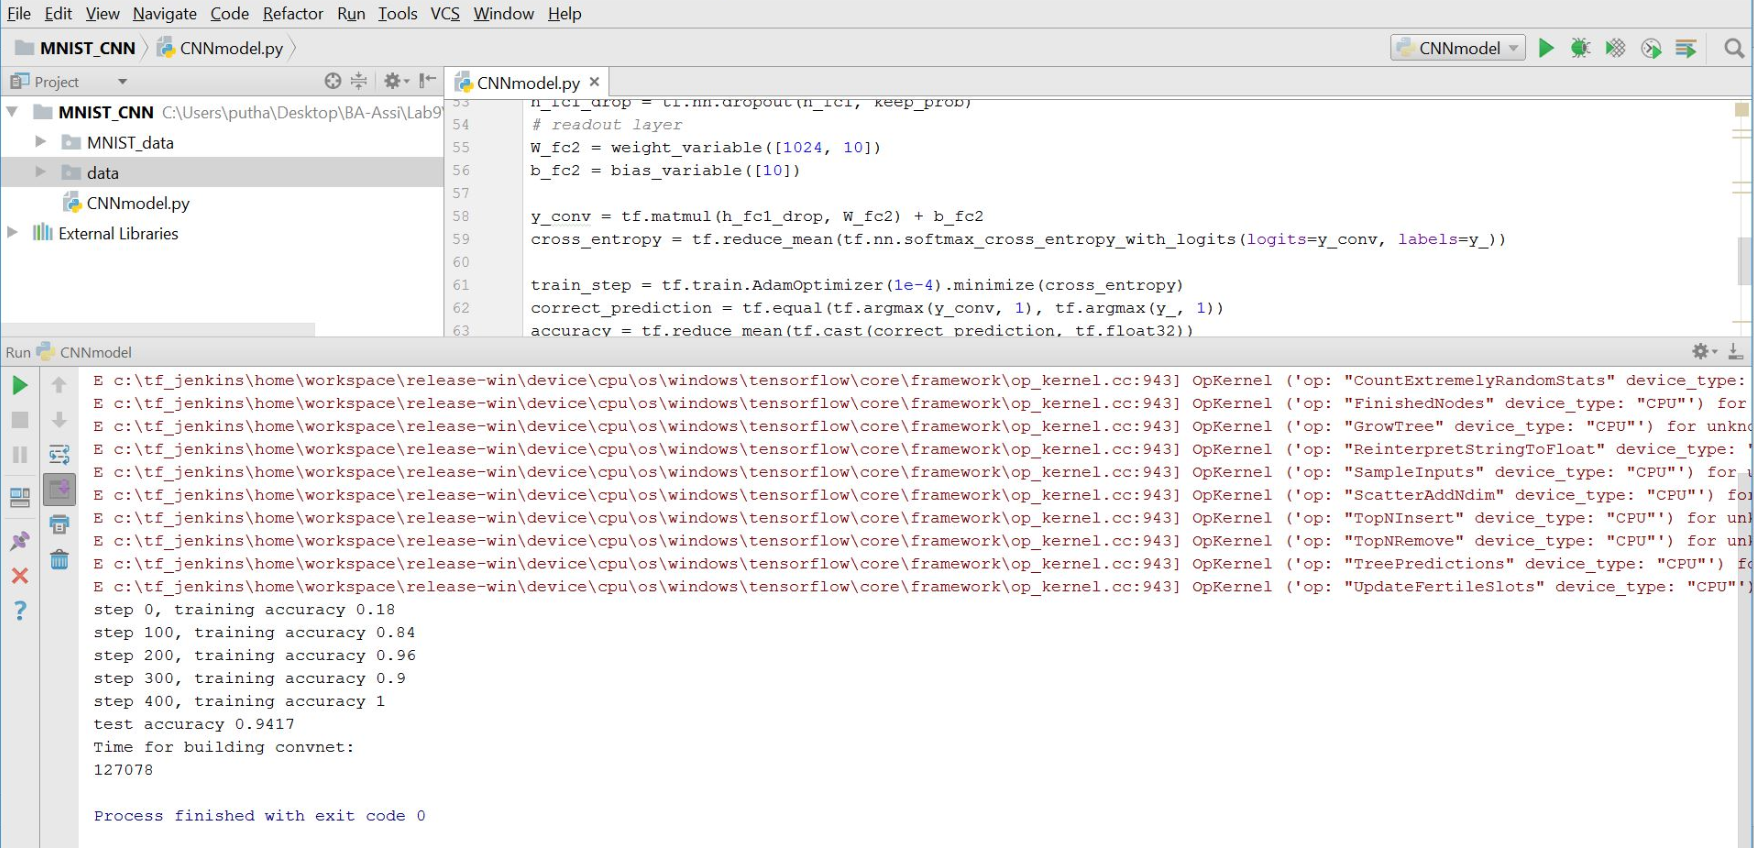 File Edit View Navigate Code Refactor Run Tools VCS Window Help
MNIST_CNN CNNmodel.py CNNmodel
Project CNNmodel.py
MNIST_CNN C:\Users\putha\Desktop\BA-Assi\Lab9
MNIST_data
data
CNNmodel.py
External Libraries
53 h_fc1_drop = tf.nn.dropout(h_fc1, keep_prob)
54 # readout layer
55 W_fc2 = weight_variable([1024, 10])
56 b_fc2 = bias_variable([10])
57
58 y_conv = tf.matmul(h_fc1_drop, W_fc2) + b_fc2
59 cross_entropy = tf.reduce_mean(tf.nn.softmax_cross_entropy_with_logits(logits=y_conv, labels=y_))
60
61 train_step = tf.train.AdamOptimizer(1e-4).minimize(cross_entropy)
62 correct_prediction = tf.equal(tf.argmax(y_conv, 1), tf.argmax(y_, 1))
63 accuracy = tf.reduce_mean(tf.cast(correct_prediction, tf.float32))
Run CNNmodel
E c:\tf_jenkins\home\workspace\release-win\device\cpu\os\windows\tensorflow\core\framework\op_kernel.cc:943] OpKernel ('op: "CountExtremelyRandomStats" device_type:
E c:\tf_jenkins\home\workspace\release-win\device\cpu\os\windows\tensorflow\core\framework\op_kernel.cc:943] OpKernel ('op: "FinishedNodes" device_type: "CPU"') for
E c:\tf_jenkins\home\workspace\release-win\device\cpu\os\windows\tensorflow\core\framework\op_kernel.cc:943] OpKernel ('op: "GrowTree" device_type: "CPU"') for unkno
E c:\tf_jenkins\home\workspace\release-win\device\cpu\os\windows\tensorflow\core\framework\op_kernel.cc:943] OpKernel ('op: "ReinterpretStringToFloat" device_type: "
E c:\tf_jenkins\home\workspace\release-win\device\cpu\os\windows\tensorflow\core\framework\op_kernel.cc:943] OpKernel ('op: "SampleInputs" device_type: "CPU"') for u
E c:\tf_jenkins\home\workspace\release-win\device\cpu\os\windows\tensorflow\core\framework\op_kernel.cc:943] OpKernel ('op: "ScatterAddNdim" device_type: "CPU"') for
E c:\tf_jenkins\home\workspace\release-win\device\cpu\os\windows\tensorflow\core\framework\op_kernel.cc:943] OpKernel ('op: "TopNInsert" device_type: "CPU"') for unk
E c:\tf_jenkins\home\workspace\release-win\device\cpu\os\windows\tensorflow\core\framework\op_kernel.cc:943] OpKernel ('op: "TopNRemove" device_type: "CPU"') for unk
E c:\tf_jenkins\home\workspace\release-win\device\cpu\os\windows\tensorflow\core\framework\op_kernel.cc:943] OpKernel ('op: "TreePredictions" device_type: "CPU"') fo
E c:\tf_jenkins\home\workspace\release-win\device\cpu\os\windows\tensorflow\core\framework\op_kernel.cc:943] OpKernel ('op: "UpdateFertileSlots" device_type: "CPU"')
step 0, training accuracy 0.18
step 100, training accuracy 0.84
step 200, training accuracy 0.96
step 300, training accuracy 0.9
step 400, training accuracy 1
test accuracy 0.9417
Time for building convnet:
127078
Process finished with exit code 0